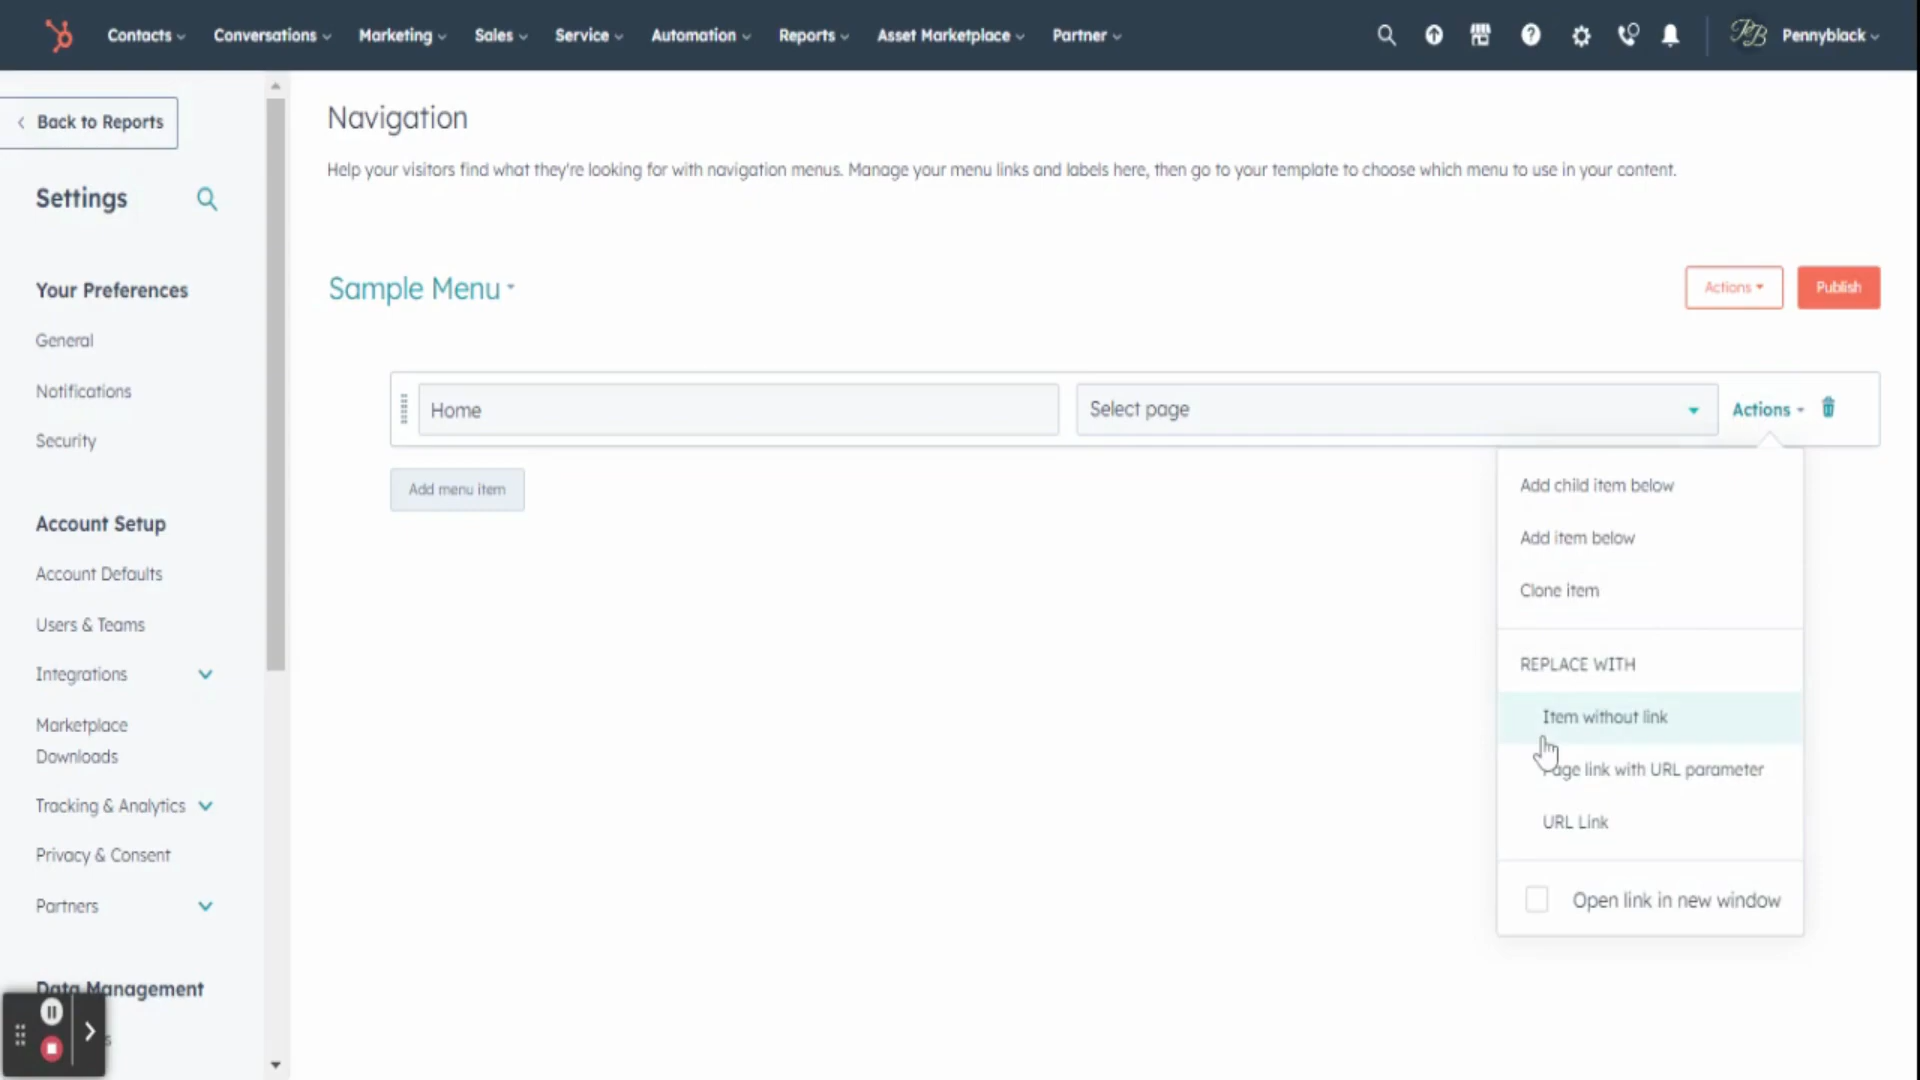 Contacts
Conversations
Marketing
Sales
Service
Automation
Reports
Asset Marketplace
Partner
Pennyblack
Back to Reports
Settings
Your Preferences
General
Notifications
Security
Account Setup
Account Defaults
Users & Teams
Integrations
Marketplace
Downloads
Tracking & Analytics
Privacy & Consent
Partners
Data Management
Navigation
Help your visitors find what they're looking for with navigation menus. Manage your menu links and labels here, then go to your template to choose which menu to use in your content.
Sample Menu
Actions
Publish
Home
Select page
Actions
Add menu item
Add child item below
Add item below
Clone item
REPLACE WITH
Item without link
Page link with URL parameter
URL Link
Open link in new window